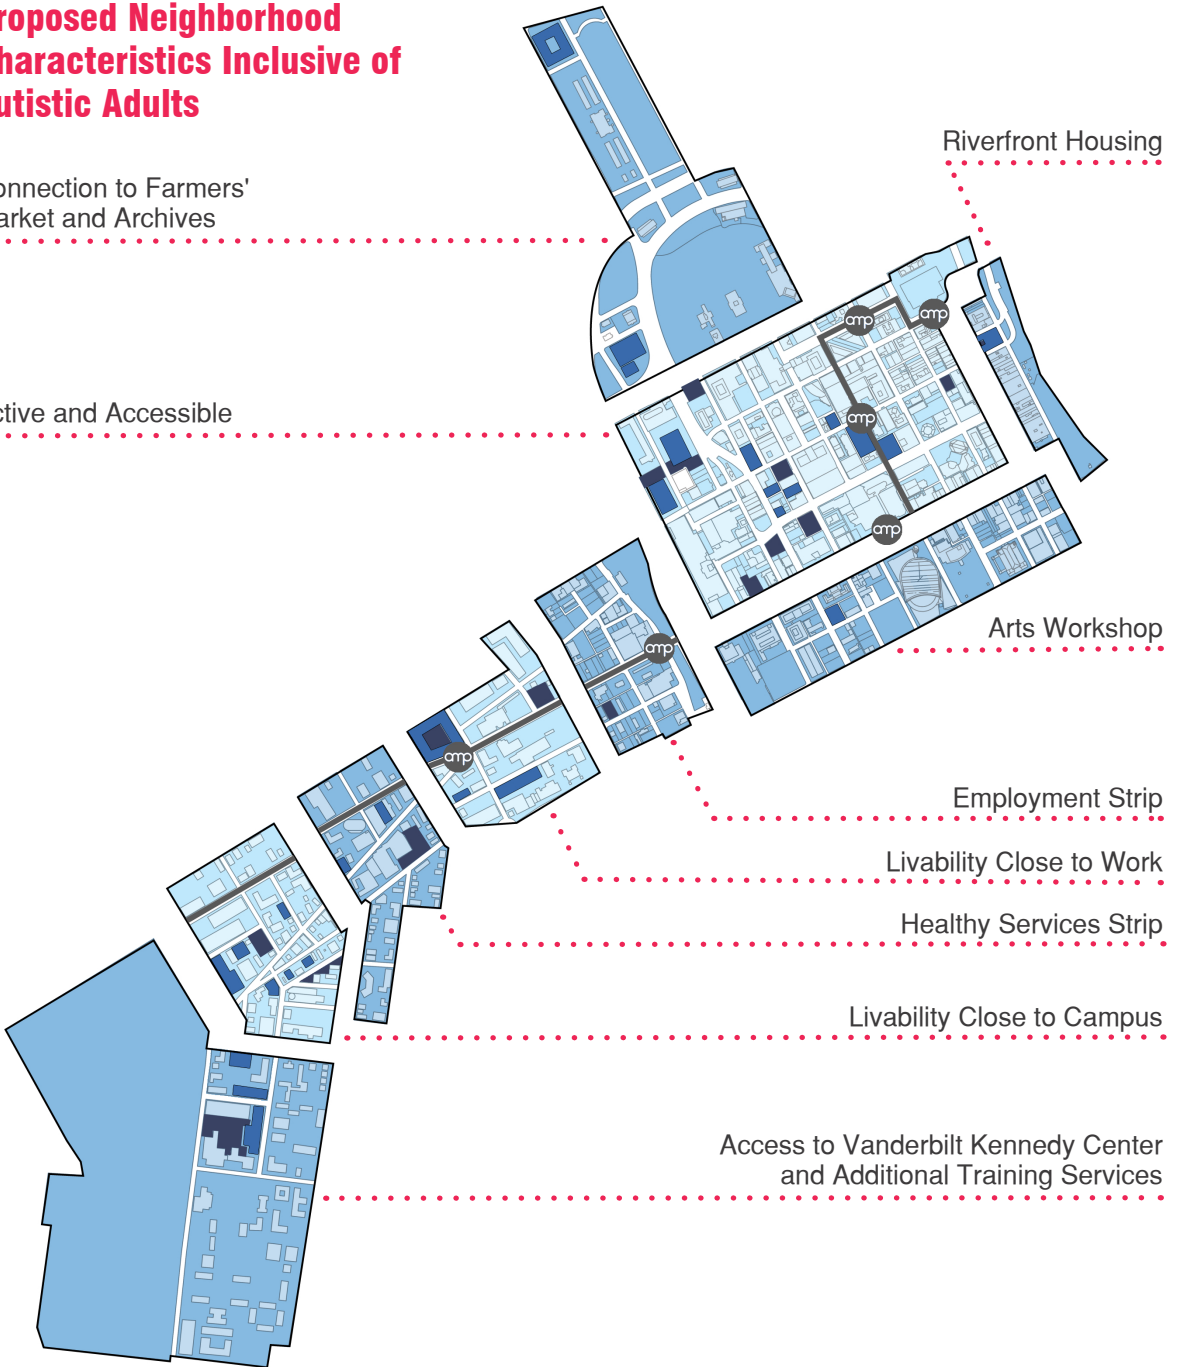 roposed Neighborhood
haracteristics Inclusive of
utistic Adults
onnection to Farmers'
arket and Archives
Riverfront Housing
amp
amp
ctive and Accessible
amp
amp
Arts Workshop
amp
amp
Employment Strip
Livability Close to Work
Healthy Services Strip
Livability Close to Campus
Access to Vanderbilt Kennedy Center
and Additional Training Services